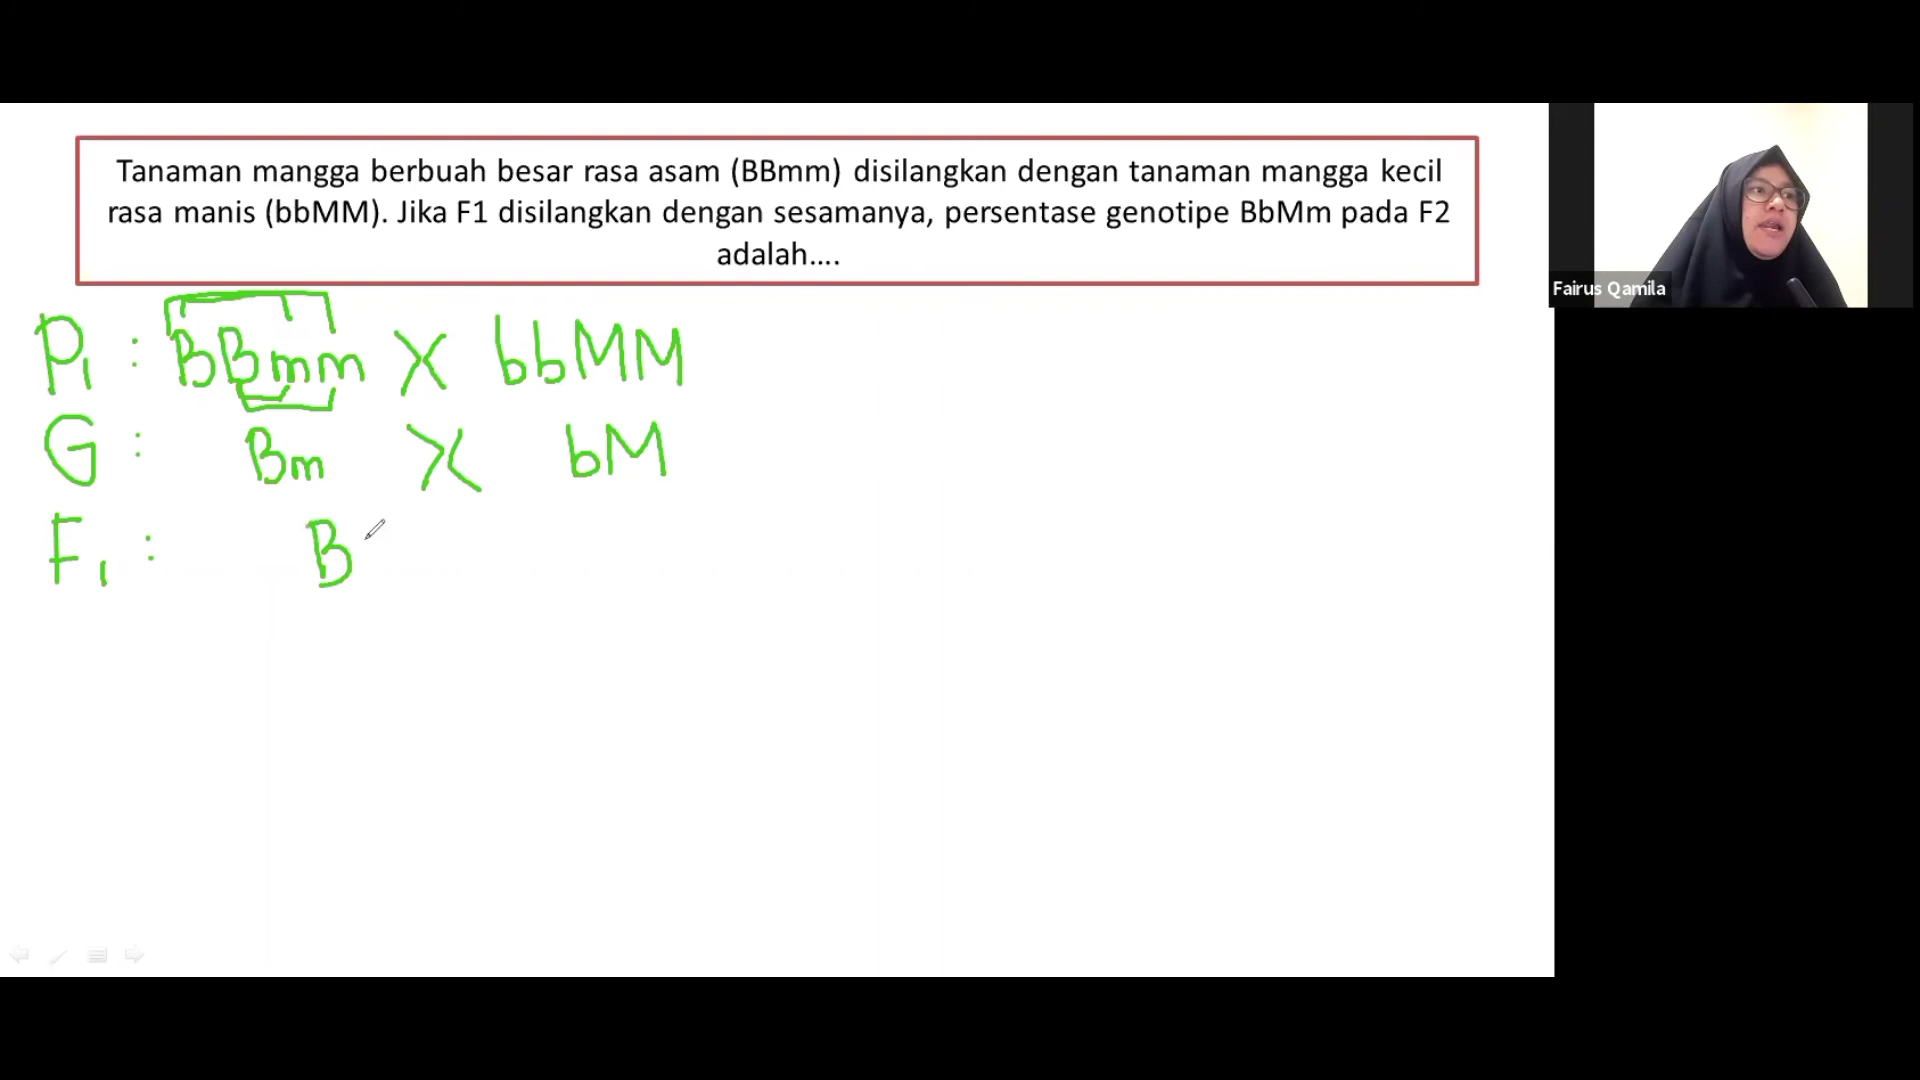 Tanaman mangga berbuah besar rasa asam (BBmm) disilangkan dengan tanaman mangga kecil
rasa manis (bbMM). Jika F1 disilangkan dengan sesamanya, persentase genotipe BbMm pada F2
adalah....
Fairus Qamila
P1 : BBmm X bbMM
G : Bm X bM
F1 : B